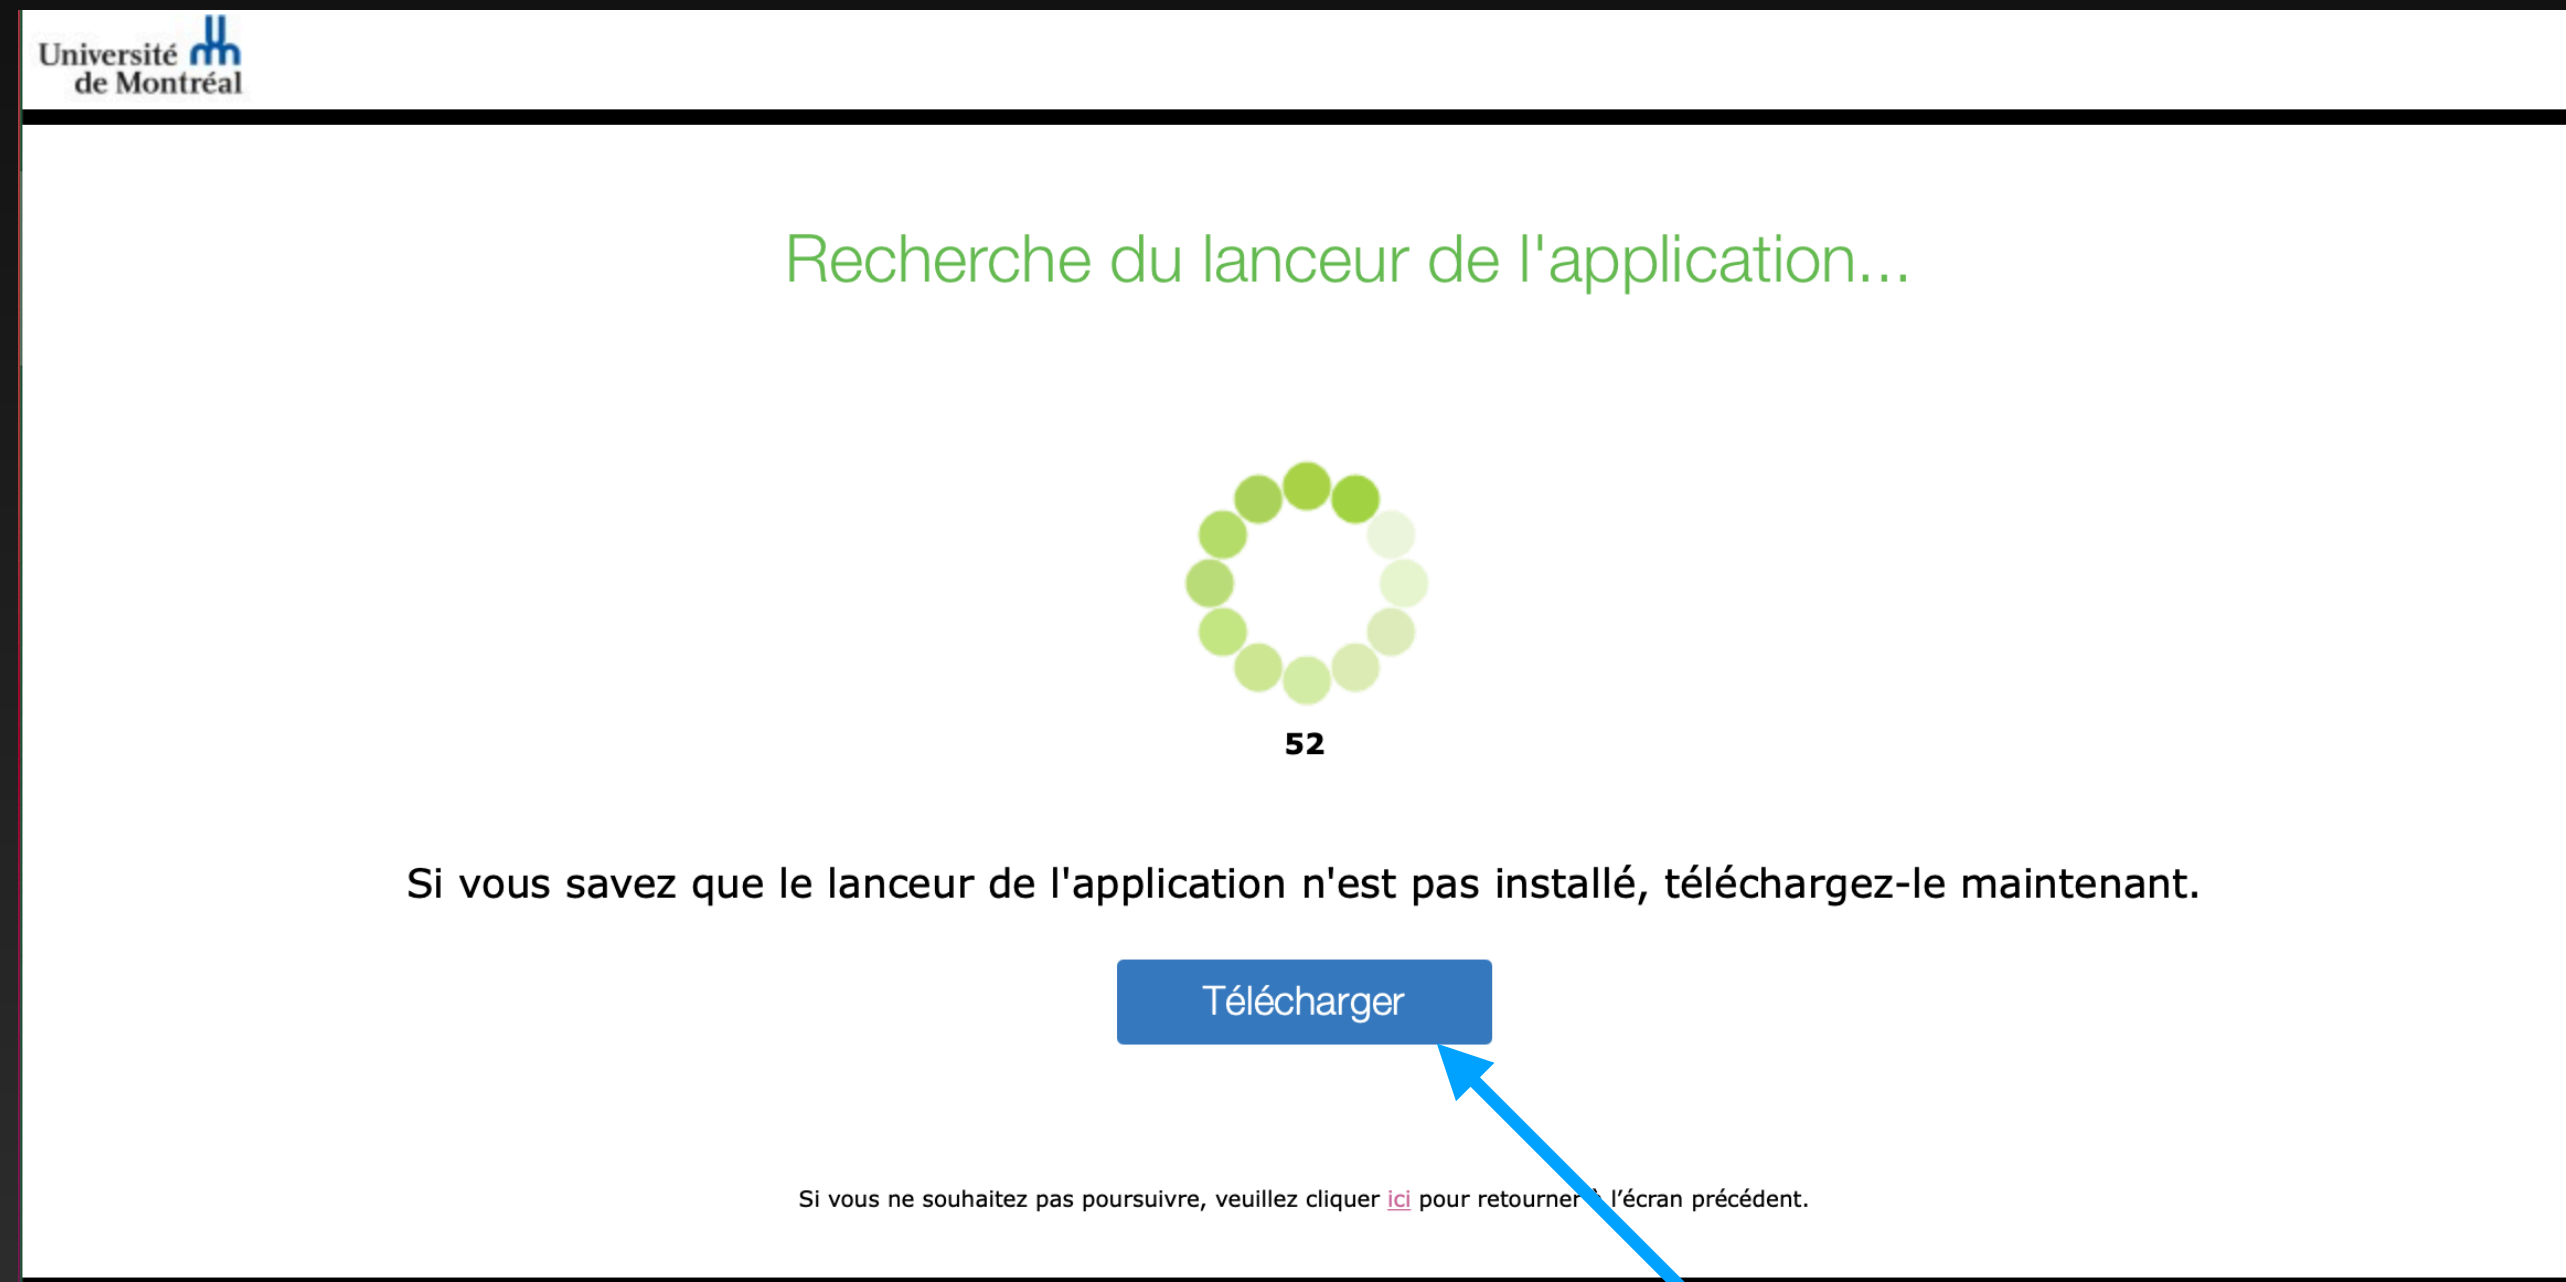 Université
de Montréal
Recherche du lanceur de l'application...
52
Si vous savez que le lanceur de l'application n'est pas installé, téléchargez-le maintenant.
Télécharger
Si vous ne souhaitez pas poursuivre, veuillez cliquer ici pour retourner à l’écran précédent.